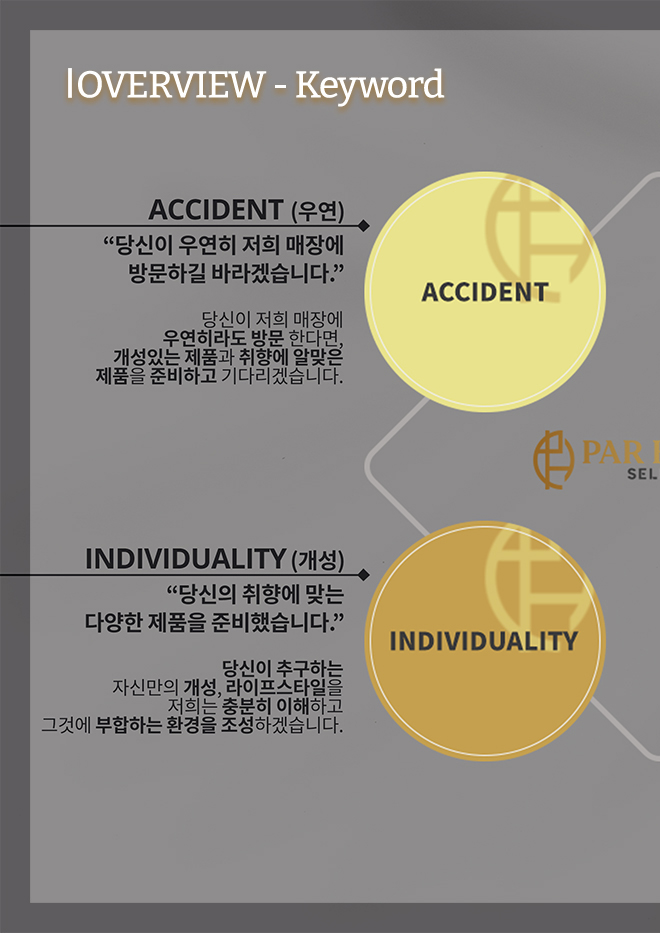 OVERVIEW - Keyword
ACCIDENT (우연)
“당신이 우연히 저희 매장에
방문하길 바라겠습니다.”
당신이 저희 매장에
우연히라도 방문 한다면,
개성있는 제품과 취향에 알맞은
제품을 준비하고 기다리겠습니다.
ACCIDENT
PAR
SEL
INDIVIDUALITY (개성)
“당신의 취향에 맞는
다양한 제품을 준비했습니다.”
당신이 추구하는
자신만의 개성, 라이프스타일을
저희는 충분히 이해하고
그것에 부합하는 환경을 조성하겠습니다.
INDIVIDUALITY